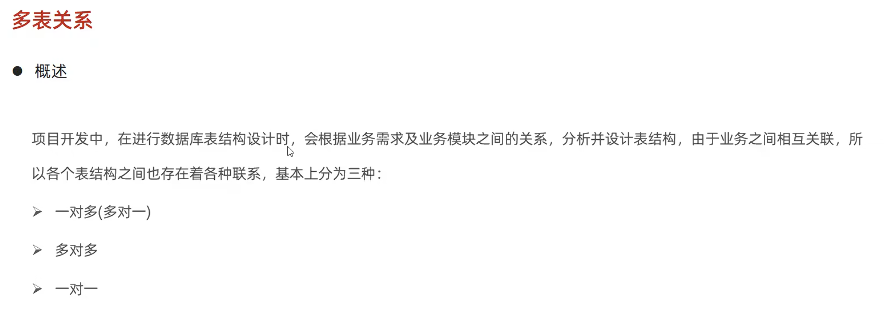 多表关系
● 概述
项目开发中，在进行数据库表结构设计时，会根据业务需求及业务模块之间的关系，分析并设计表结构，由于业务之间相互关联，所
以各个表结构之间也存在着各种联系，基本上分为三种：
➢ 一对多(多对一)
➢ 多对多
➢ 一对一